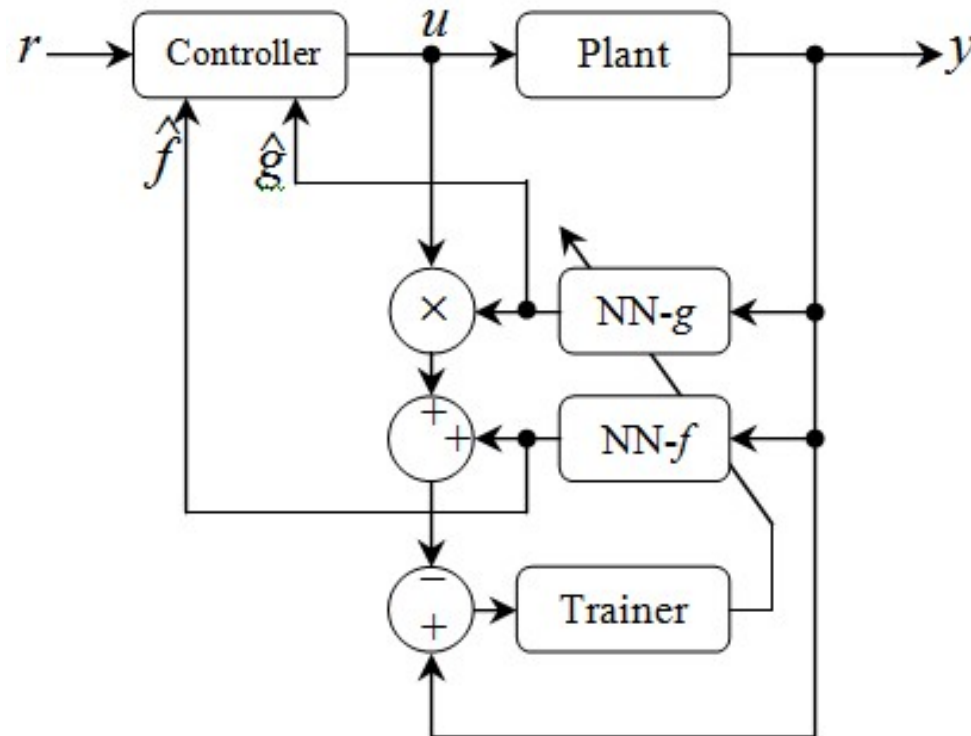 r
Controller
u
Plant
y
f̂
ĝ
×
NN-g
+
+
NN-f
−
+
Trainer